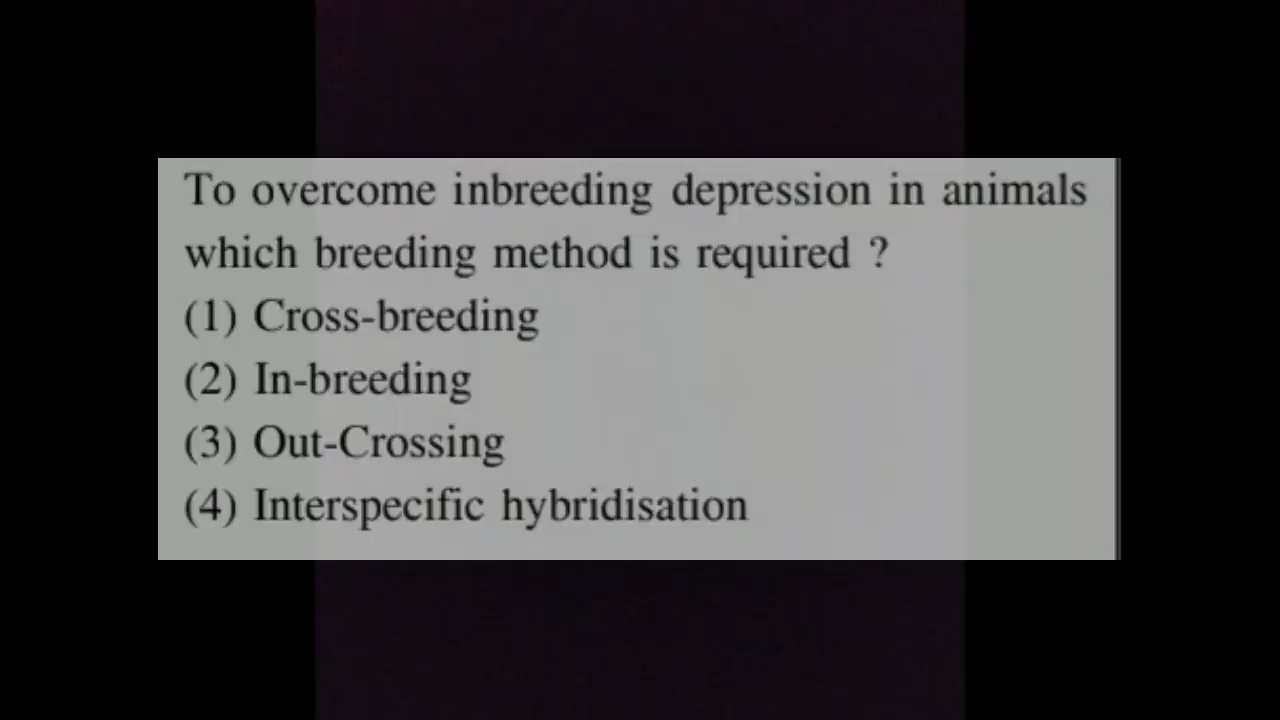 To overcome inbreeding depression in animals
which breeding method is required ?
(1) Cross-breeding
(2) In-breeding
(3) Out-Crossing
(4) Interspecific hybridisation